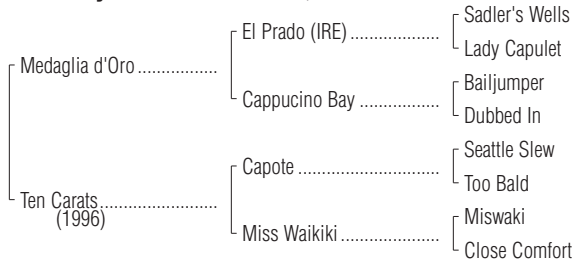 Sadler's Wells
El Prado (IRE) ...................
Lady Capulet
Medaglia d'Oro .................
Bailjumper
Cappucino Bay ..................
Dubbed In
Seattle Slew
Capote ...............................
Too Bald
Ten Carats.........................
(1996)
Miswaki
Miss Waikiki .....................
Close Comfort